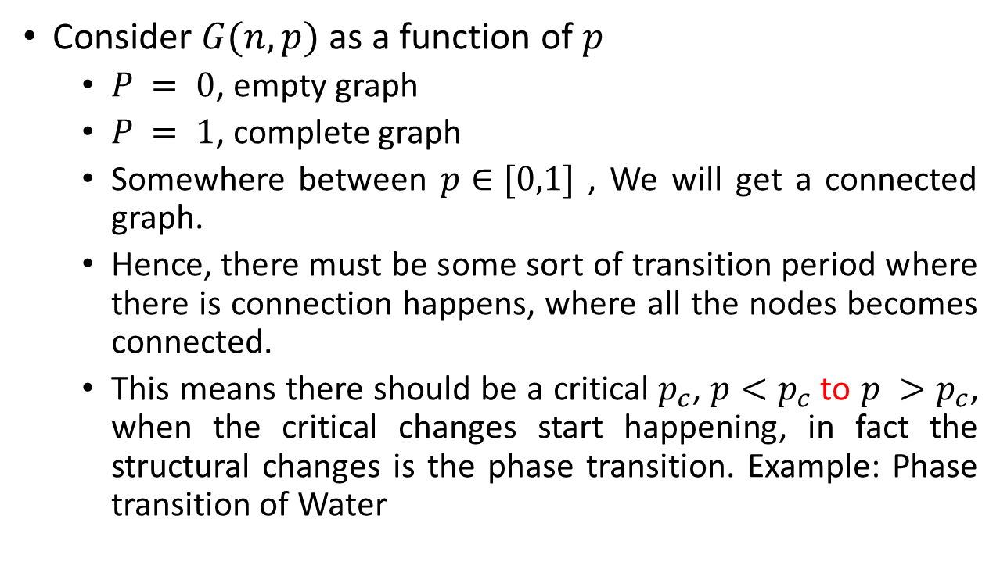 • Consider G(n, p) as a function of p
• P = 0, empty graph
• P = 1, complete graph
• Somewhere between p ∈ [0,1] , We will get a connected
graph.
• Hence, there must be some sort of transition period where
there is connection happens, where all the nodes becomes
connected.
• This means there should be a critical p_c, p < p_c to p > p_c,
when the critical changes start happening, in fact the
structural changes is the phase transition. Example: Phase
transition of Water